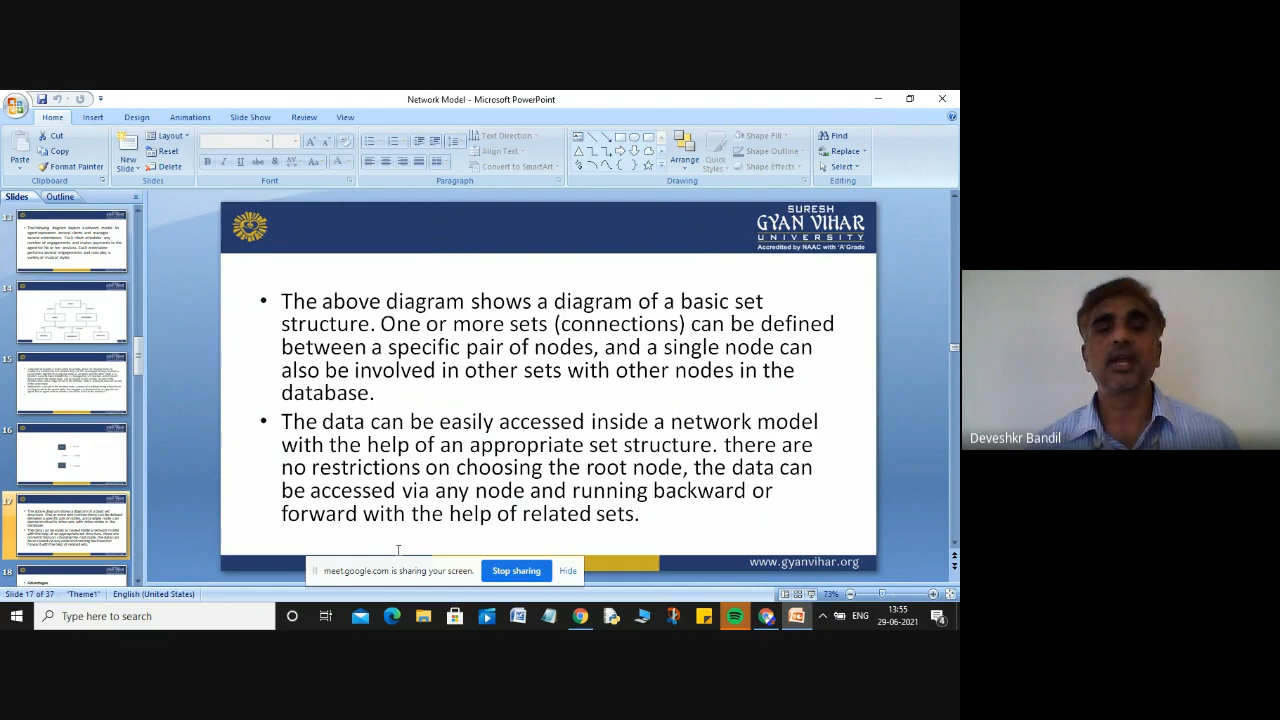 Network Model - Microsoft PowerPoint
Home
Insert
Design
Animations
Slide Show
Review
View
Paste
Cut
Copy
Format Painter
Clipboard
New
Slide
Layout
Reset
Delete
Slides
Font
Text Direction
Align Text
Convert to SmartArt
Paragraph
Arrange
Quick
Styles
Shape Fill
Shape Outline
Shape Effects
Drawing
Find
Replace
Select
Editing
Slides
Outline
13
14
15
16
17
18
Advantages
SURESH
GYAN VIHAR
UNIVERSITY
Accredited by NAAC with 'A' Grade
• The above diagram shows a diagram of a basic set
structure. One or more sets (connections) can be defined
between a specific pair of nodes, and a single node can
also be involved in other sets with other nodes in the
database.
• The data can be easily accessed inside a network model
with the help of an appropriate set structure. there are
no restrictions on choosing the root node, the data can
be accessed via any node and running backward or
forward with the help of related sets.
www.gyanvihar.org
meet.google.com is sharing your screen.
Stop sharing
Hide
Slide 17 of 37
"Theme1"
English (United States)
73%
Type here to search
ENG
13:55
29-06-2021
4
Deveshkr Bandil